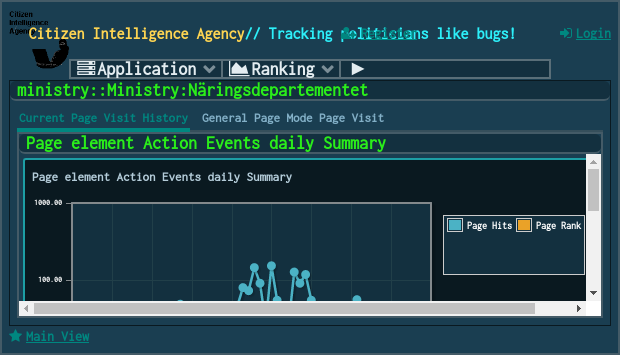 Citizen
Intelligence
Agency
Citizen Intelligence Agency// Tracking politicians like bugs!
Login
Application
Ranking
ministry::Ministry:Näringsdepartementet
Current Page Visit History
General Page Mode Page Visit
Page element Action Events daily Summary
Page element Action Events daily Summary
1000.00
100.00
Page Hits
Page Rank
Main View